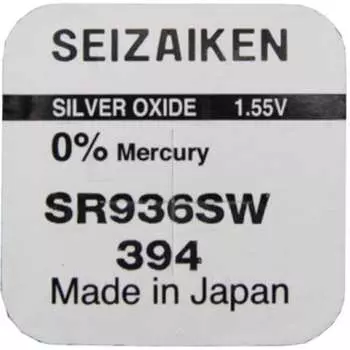 SEIZAIKEN
SILVER OXIDE 1.55V
0% Mercury
SR936SW
394
Made in Japan